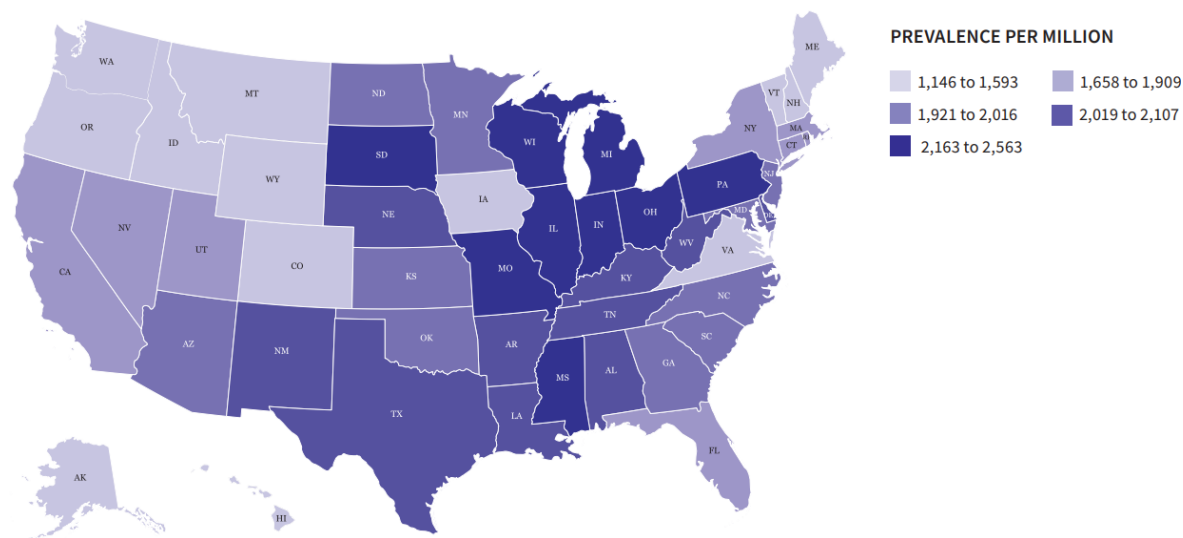 PREVALENCE PER MILLION
1,146 to 1,593
1,658 to 1,909
1,921 to 2,016
2,019 to 2,107
2,163 to 2,563
ME
WA
MT
ND
MN
VT
NH
OR
ID
SD
WI
MI
NY
MA
RI
CT
WY
IA
PA
NJ
NE
IL
IN
OH
MD
DE
NV
UT
CO
KS
MO
KY
WV
VA
CA
AZ
NM
OK
AR
TN
NC
SC
MS
AL
GA
TX
LA
FL
AK
HI